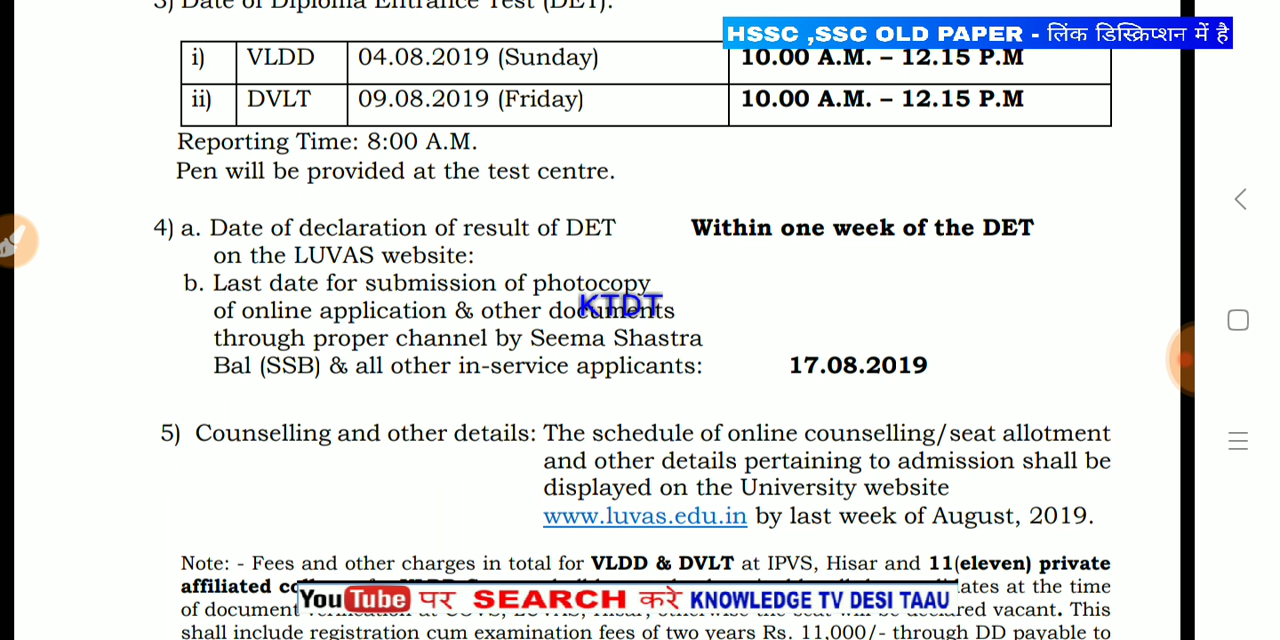 3) Date of Diploma Entrance Test (DET):
HSSC ,SSC OLD PAPER - लिंक डिस्क्रिप्शन में है
i) VLDD 04.08.2019 (Sunday) 10.00 A.M. – 12.15 P.M
ii) DVLT 09.08.2019 (Friday) 10.00 A.M. – 12.15 P.M
Reporting Time: 8:00 A.M.
Pen will be provided at the test centre.
4) a. Date of declaration of result of DET Within one week of the DET
on the LUVAS website:
b. Last date for submission of photocopy
KTDT
of online application & other documents
through proper channel by Seema Shastra
Bal (SSB) & all other in-service applicants: 17.08.2019
5) Counselling and other details: The schedule of online counselling/seat allotment
and other details pertaining to admission shall be
displayed on the University website
www.luvas.edu.in by last week of August, 2019.
Note: - Fees and other charges in total for VLDD & DVLT at IPVS, Hisar and 11(eleven) private
affiliated at the time
YouTube पर SEARCH करे KNOWLEDGE TV DESI TAAU
of vacant. This
shall include registration cum examination fees of two years Rs. 11,000/- through DD payable to